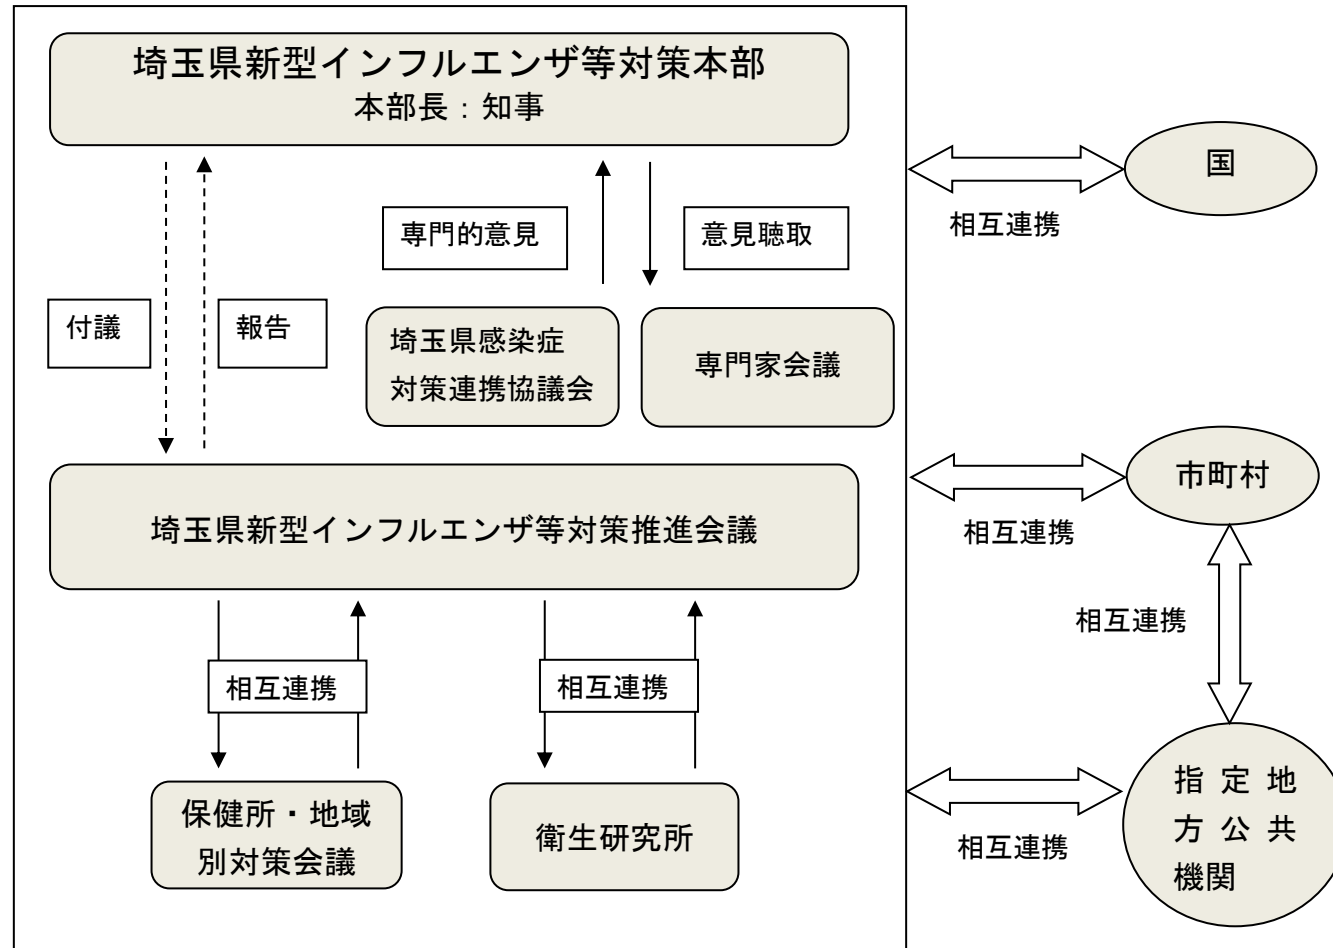 埼玉県新型インフルエンザ等対策本部
本部長：知事
国
相互連携
専門的意見
意見聴取
付議
報告
埼玉県感染症
対策連携協議会
専門家会議
市町村
相互連携
埼玉県新型インフルエンザ等対策推進会議
相互連携
相互連携
相互連携
保健所・地域
別対策会議
衛生研究所
指定地
方公共
機関
相互連携